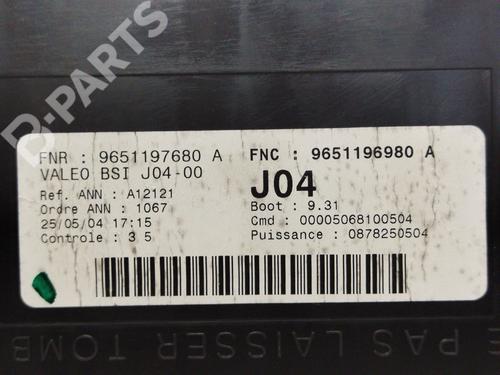 B-PARTS
FNR : 9651197680 A
FNC : 9651196980 A
VALEO BSI J04-00
J04
Ref. ANN : A12121
Boot : 9.31
Ordre ANN : 1067
Cmd : 00005068100504
25/05/04 17:15
Puissance : 0878250504
Controle : 3 5
PAS LAISSER TOMB